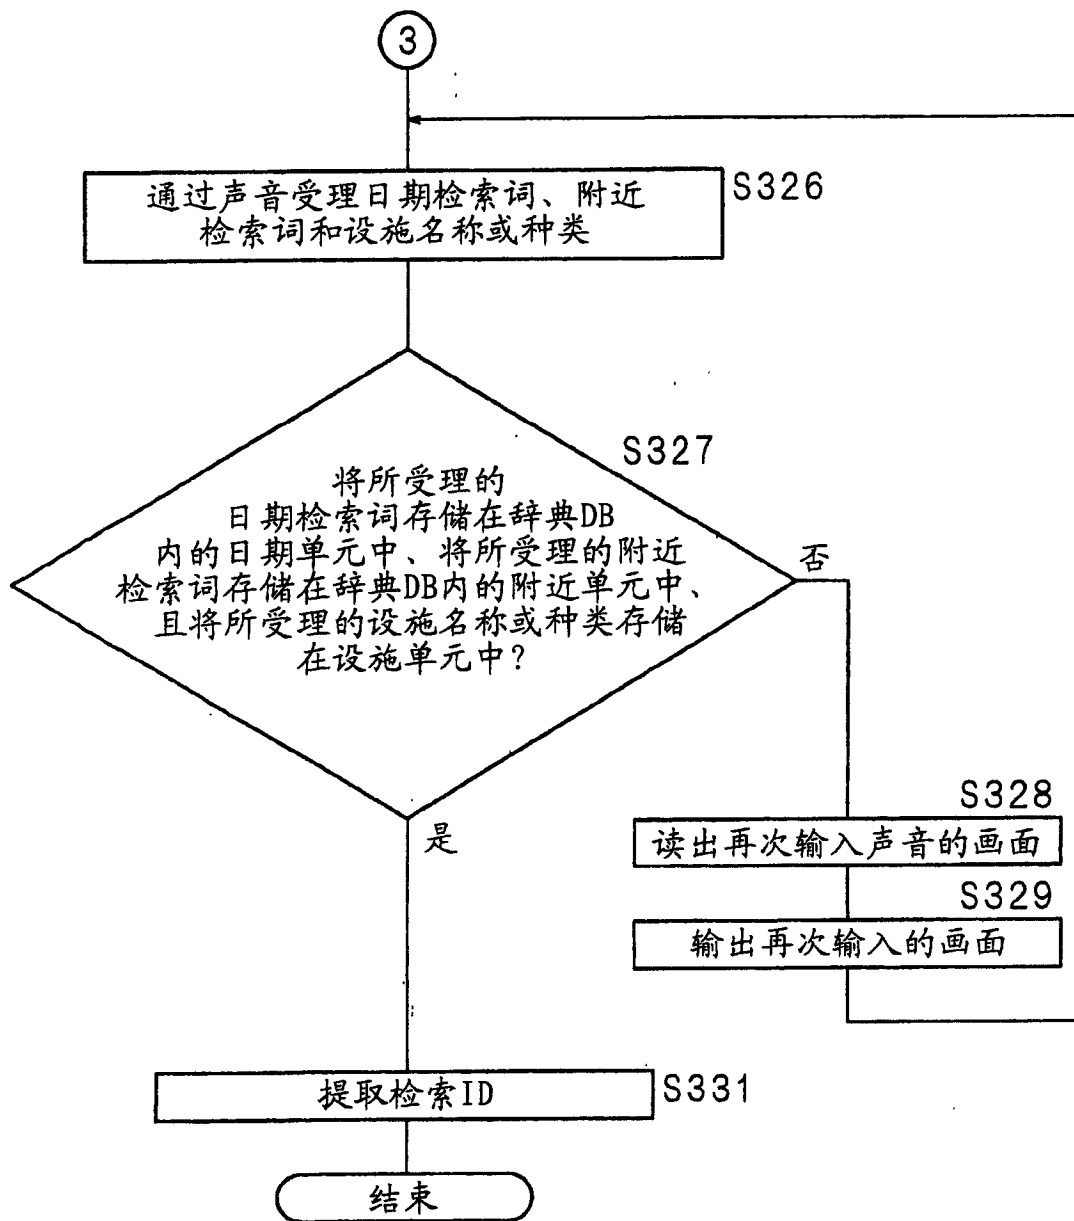 3
通过声音受理日期检索词、附近
检索词和设施名称或种类
S326
S327
将所受理的
日期检索词存储在辞典DB
内的日期单元中、将所受理的附近
检索词存储在辞典DB内的附近单元中、
且将所受理的设施名称或种类存储
在设施单元中?
否
是
S328
读出再次输入声音的画面
S329
输出再次输入的画面
提取检索ID
S331
结束